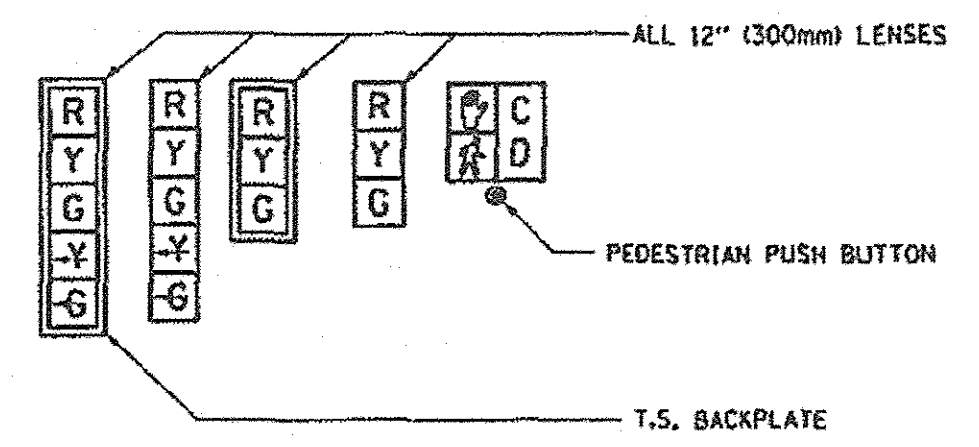 ALL 12" (300mm) LENSES
R
Y
G
Y
G
R
Y
G
Y
G
R
Y
G
R
Y
G
C
D
PEDESTRIAN PUSH BUTTON
T.S. BACKPLATE